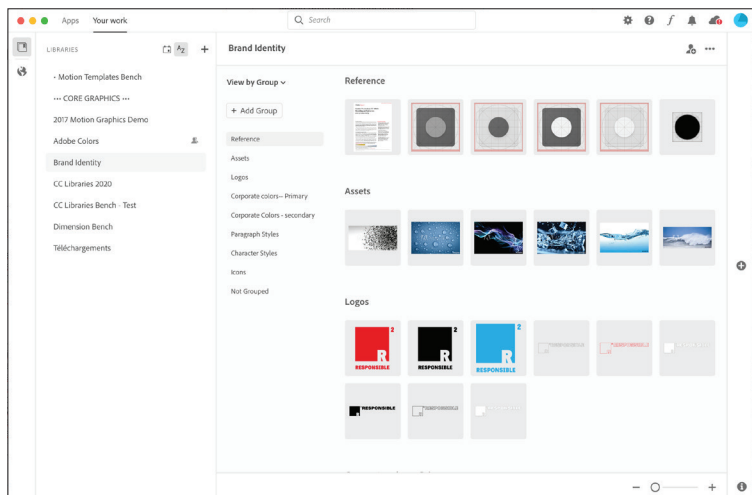 Apps Your work
Search
LIBRARIES
Brand Identity
• Motion Templates Bench
••• CORE GRAPHICS •••
2017 Motion Graphics Demo
Adobe Colors
Brand Identity
CC Libraries 2020
CC Libraries Bench - Test
Dimension Bench
Téléchargements
View by Group
+ Add Group
Reference
Assets
Logos
Corporate colors-- Primary
Corporate Colors - secondary
Paragraph Styles
Character Styles
Icons
Not Grouped
Reference
Assets
Logos
2
R
RESPONSIBLE
2
R
RESPONSIBLE
2
R
RESPONSIBLE
RESPONSIBLE